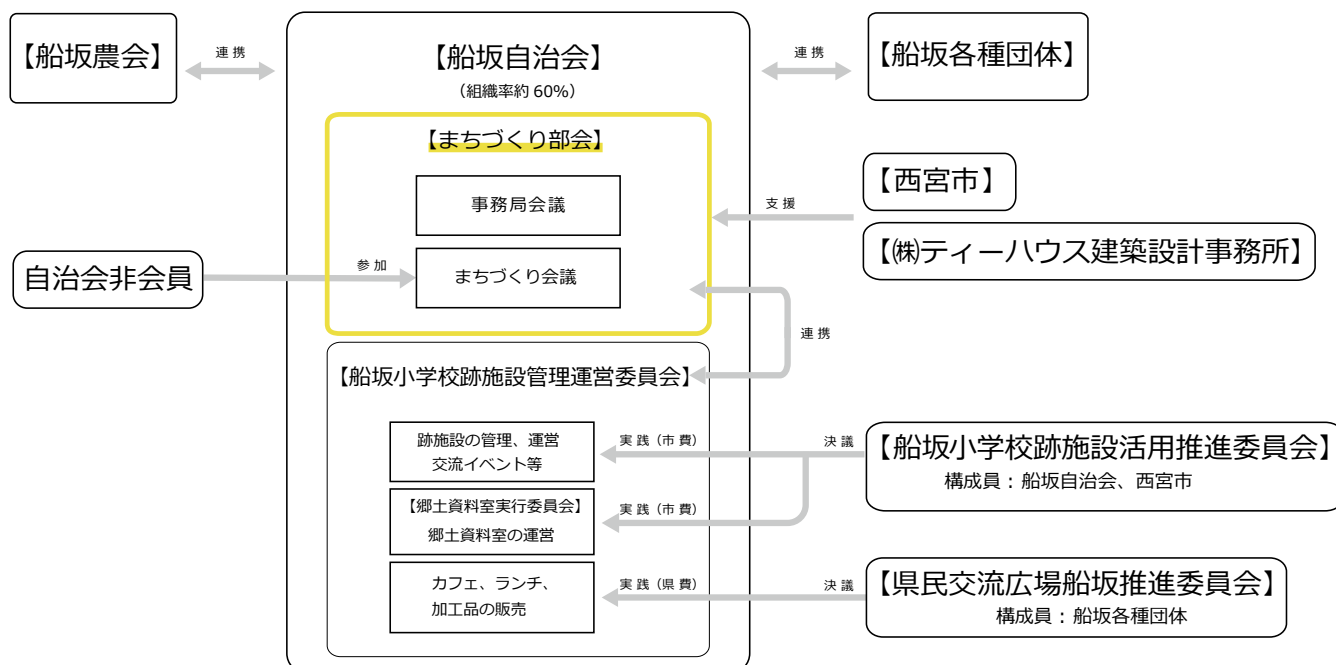 【船坂農会】
連携
【船坂自治会】
（組織率約 60%）
連携
【船坂各種団体】
【まちづくり部会】
事務局会議
まちづくり会議
自治会非会員
参加
支援
【西宮市】
【㈱ティーハウス建築設計事務所】
連携
【船坂小学校跡施設管理運営委員会】
跡施設の管理、運営
交流イベント等
実践（市費）
決議
【船坂小学校跡施設活用推進委員会】
構成員：船坂自治会、西宮市
【郷土資料室実行委員会】
郷土資料室の運営
実践（市費）
カフェ、ランチ、
加工品の販売
実践（県費）
決議
【県民交流広場船坂推進委員会】
構成員：船坂各種団体